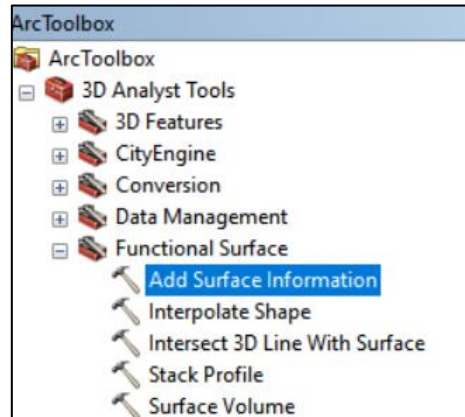 ArcToolbox
ArcToolbox
3D Analyst Tools
3D Features
CityEngine
Conversion
Data Management
Functional Surface
Add Surface Information
Interpolate Shape
Intersect 3D Line With Surface
Stack Profile
Surface Volume